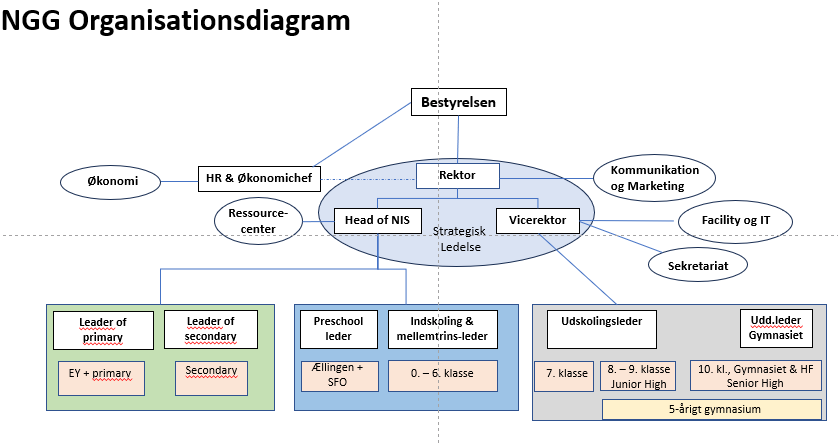 NGG Organisationsdiagram
Bestyrelsen
Økonomi
HR & Økonomichef
Rektor
Kommunikation
og Marketing
Ressource-
center
Head of NIS
Vicerektor
Strategisk
Ledelse
Facility og IT
Sekretariat
Leader of
primary
Leader of
secondary
EY + primary
Secondary
Preschool
leder
Indskoling &
mellemtrins-leder
Ællingen +
SFO
0. – 6. klasse
Udskolingsleder
Udd.leder
Gymnasiet
7. klasse
8. – 9. klasse
Junior High
10. kl., Gymnasiet & HF
Senior High
5-årigt gymnasium